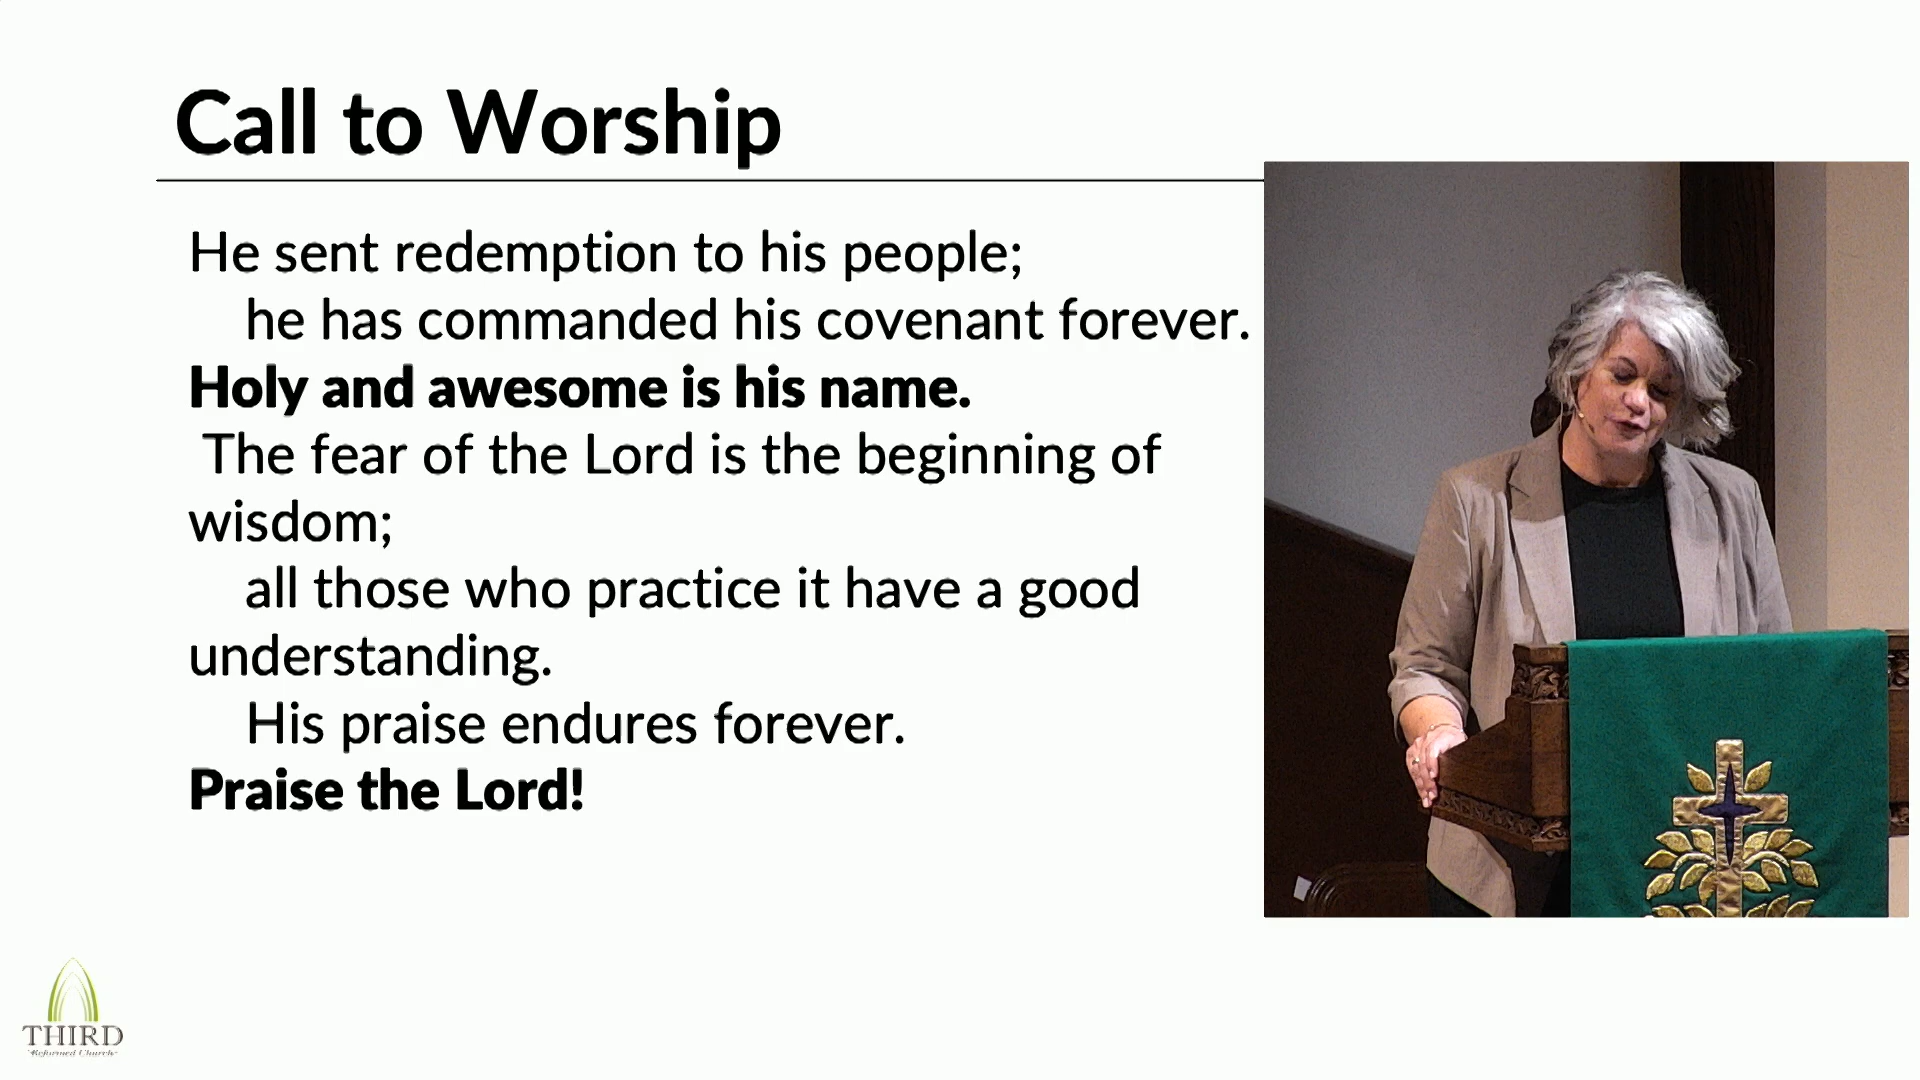 Call to Worship
He sent redemption to his people;
he has commanded his covenant forever.
Holy and awesome is his name.
The fear of the Lord is the beginning of
wisdom;
all those who practice it have a good
understanding.
His praise endures forever.
Praise the Lord!
THIRD
Reformed Church